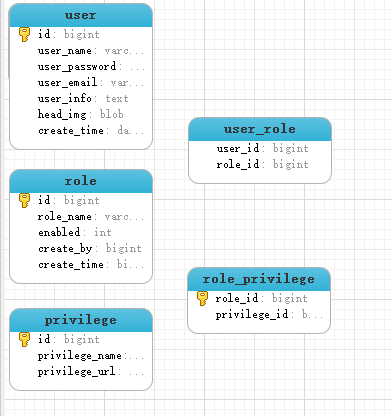 user
id: bigint
user_name: varc...
user_password: ...
user_email: var...
user_info: text
head_img: blob
create_time: da...
user_role
user_id: bigint
role_id: bigint
role
id: bigint
role_name: varc...
enabled: int
create_by: bigint
create_time: bi...
role_privilege
role_id: bigint
privilege_id: b...
privilege
id: bigint
privilege_name: ...
privilege_url: ...